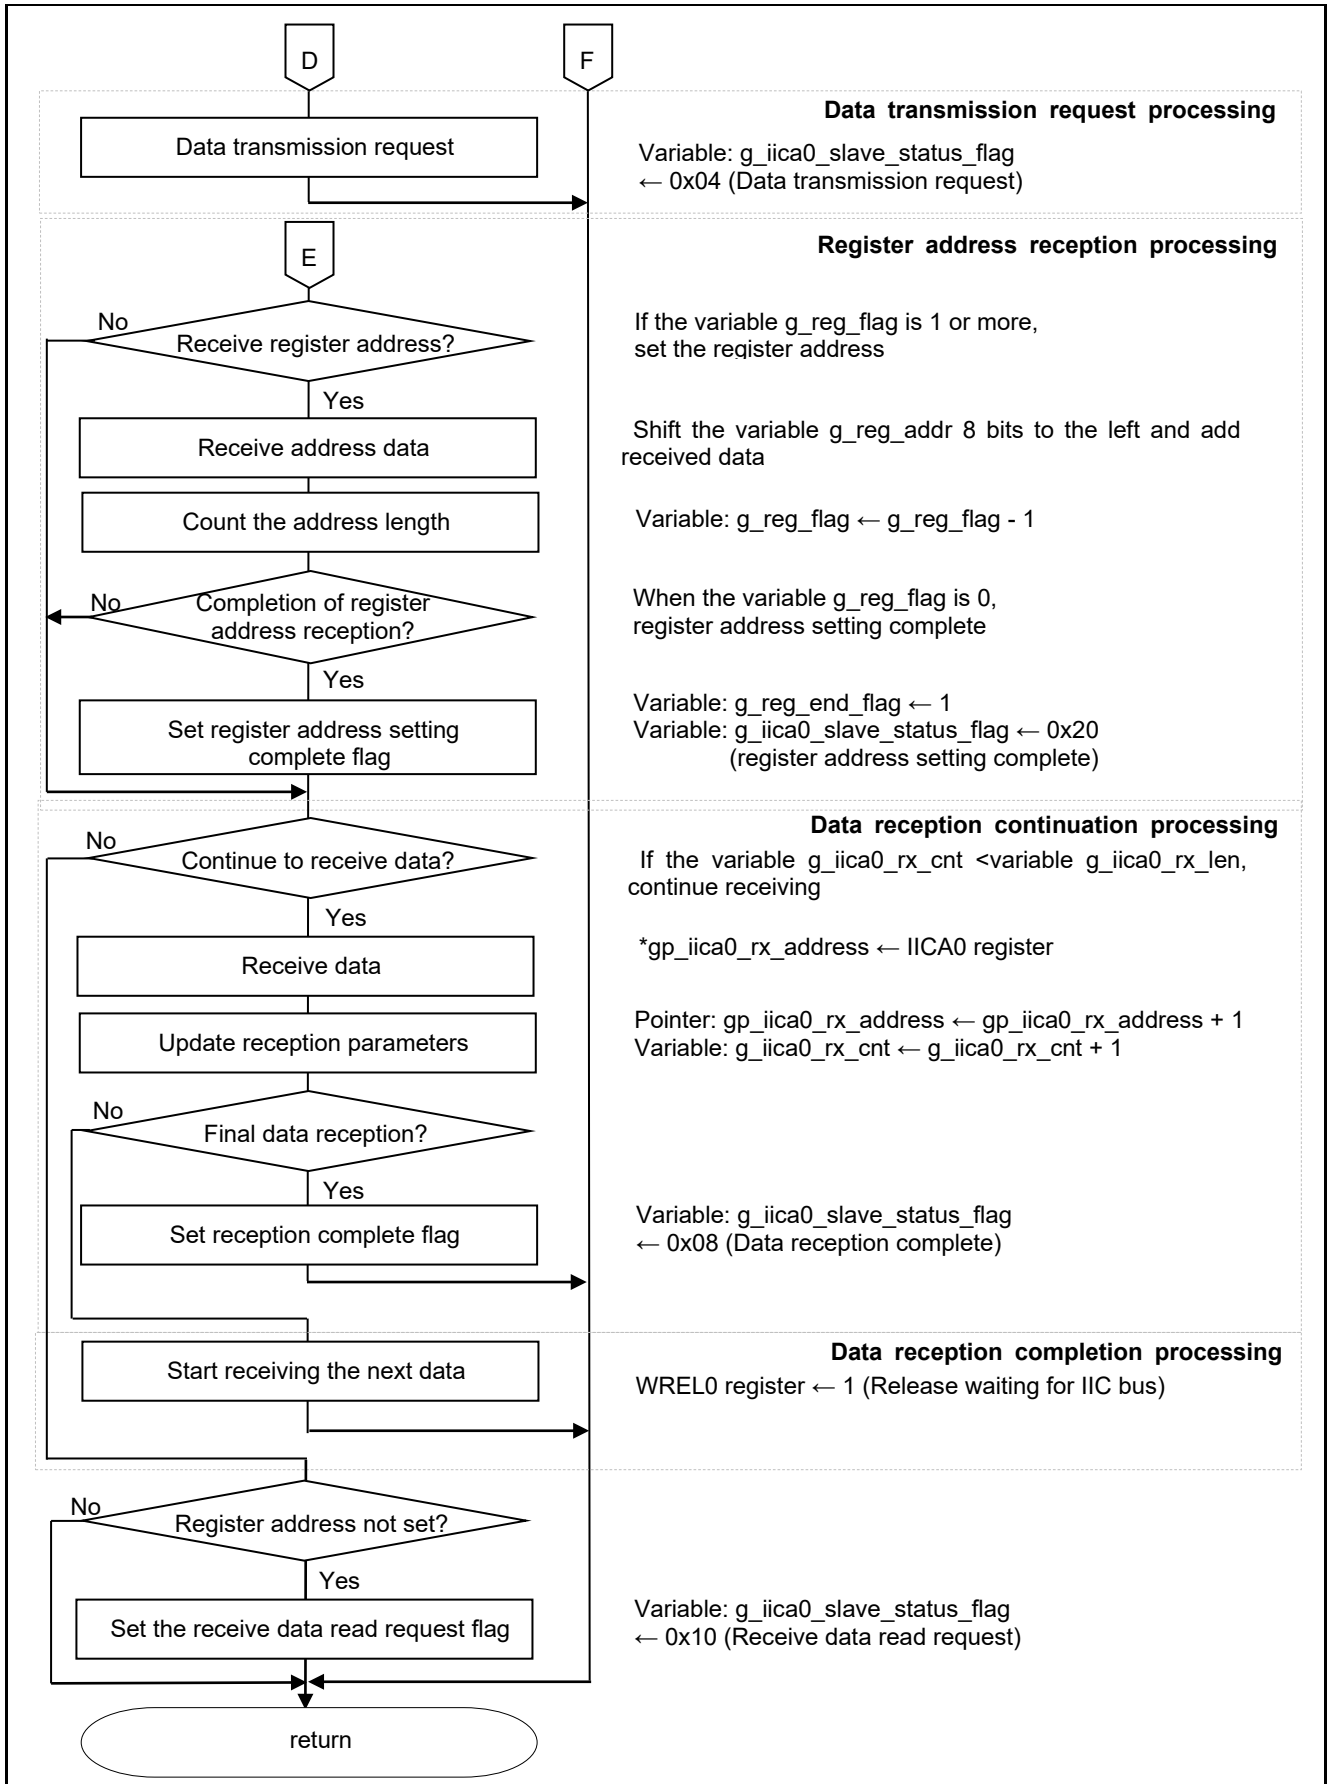 D
F
Data transmission request processing
Data transmission request
Variable: g_iica0_slave_status_flag
← 0x04 (Data transmission request)
E
Register address reception processing
No
Receive register address?
If the variable g_reg_flag is 1 or more,
set the register address
Yes
Receive address data
Shift the variable g_reg_addr 8 bits to the left and add
received data
Count the address length
Variable: g_reg_flag ← g_reg_flag - 1
No
Completion of register
address reception?
When the variable g_reg_flag is 0,
register address setting complete
Yes
Set register address setting
complete flag
Variable: g_reg_end_flag ← 1
Variable: g_iica0_slave_status_flag ← 0x20
(register address setting complete)
Data reception continuation processing
No
Continue to receive data?
If the variable g_iica0_rx_cnt <variable g_iica0_rx_len,
continue receiving
Yes
Receive data
*gp_iica0_rx_address ← IICA0 register
Update reception parameters
Pointer: gp_iica0_rx_address ← gp_iica0_rx_address + 1
Variable: g_iica0_rx_cnt ← g_iica0_rx_cnt + 1
No
Final data reception?
Yes
Set reception complete flag
Variable: g_iica0_slave_status_flag
← 0x08 (Data reception complete)
Data reception completion processing
Start receiving the next data
WREL0 register ← 1 (Release waiting for IIC bus)
No
Register address not set?
Yes
Set the receive data read request flag
Variable: g_iica0_slave_status_flag
← 0x10 (Receive data read request)
return